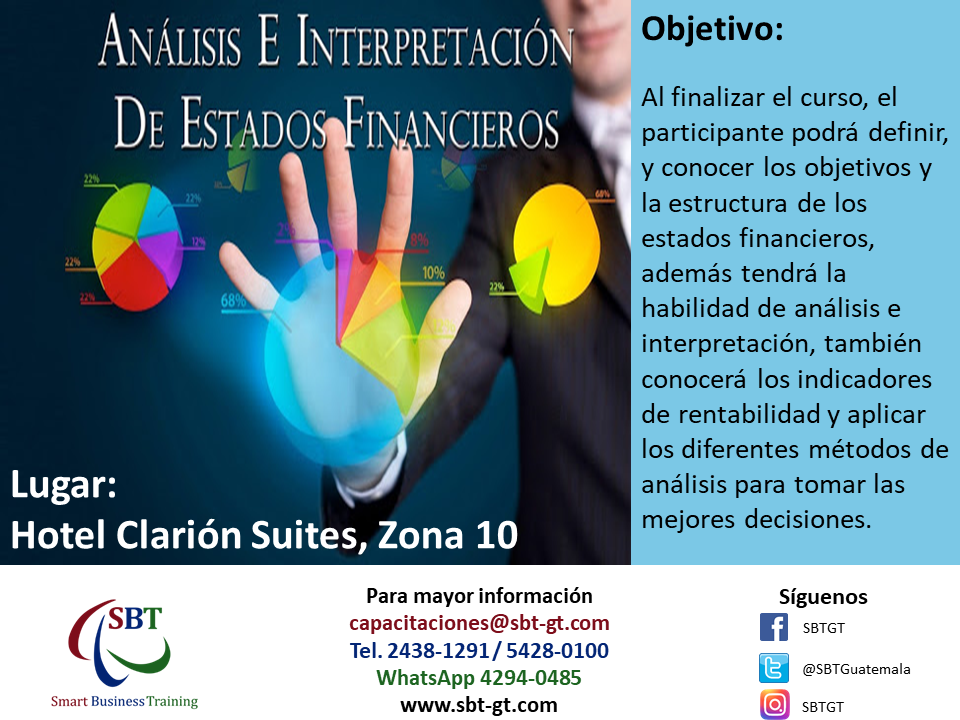 ANÁLISIS E INTERPRETACIÓN
DE ESTADOS FINANCIEROS
22%
22%
12%
22%
22%
2%
8%
10%
68%
68%
22%
Lugar:
Hotel Clarión Suites, Zona 10
Objetivo:
Al finalizar el curso, el
participante podrá definir,
y conocer los objetivos y
la estructura de los
estados financieros,
además tendrá la
habilidad de análisis e
interpretación, también
conocerá los indicadores
de rentabilidad y aplicar
los diferentes métodos de
análisis para tomar las
mejores decisiones.
SBT
Smart Business Training
Para mayor información
capacitaciones@sbt-gt.com
Tel. 2438-1291/ 5428-0100
WhatsApp 4294-0485
www.sbt-gt.com
Síguenos
SBTGT
@SBTGuatemala
SBTGT